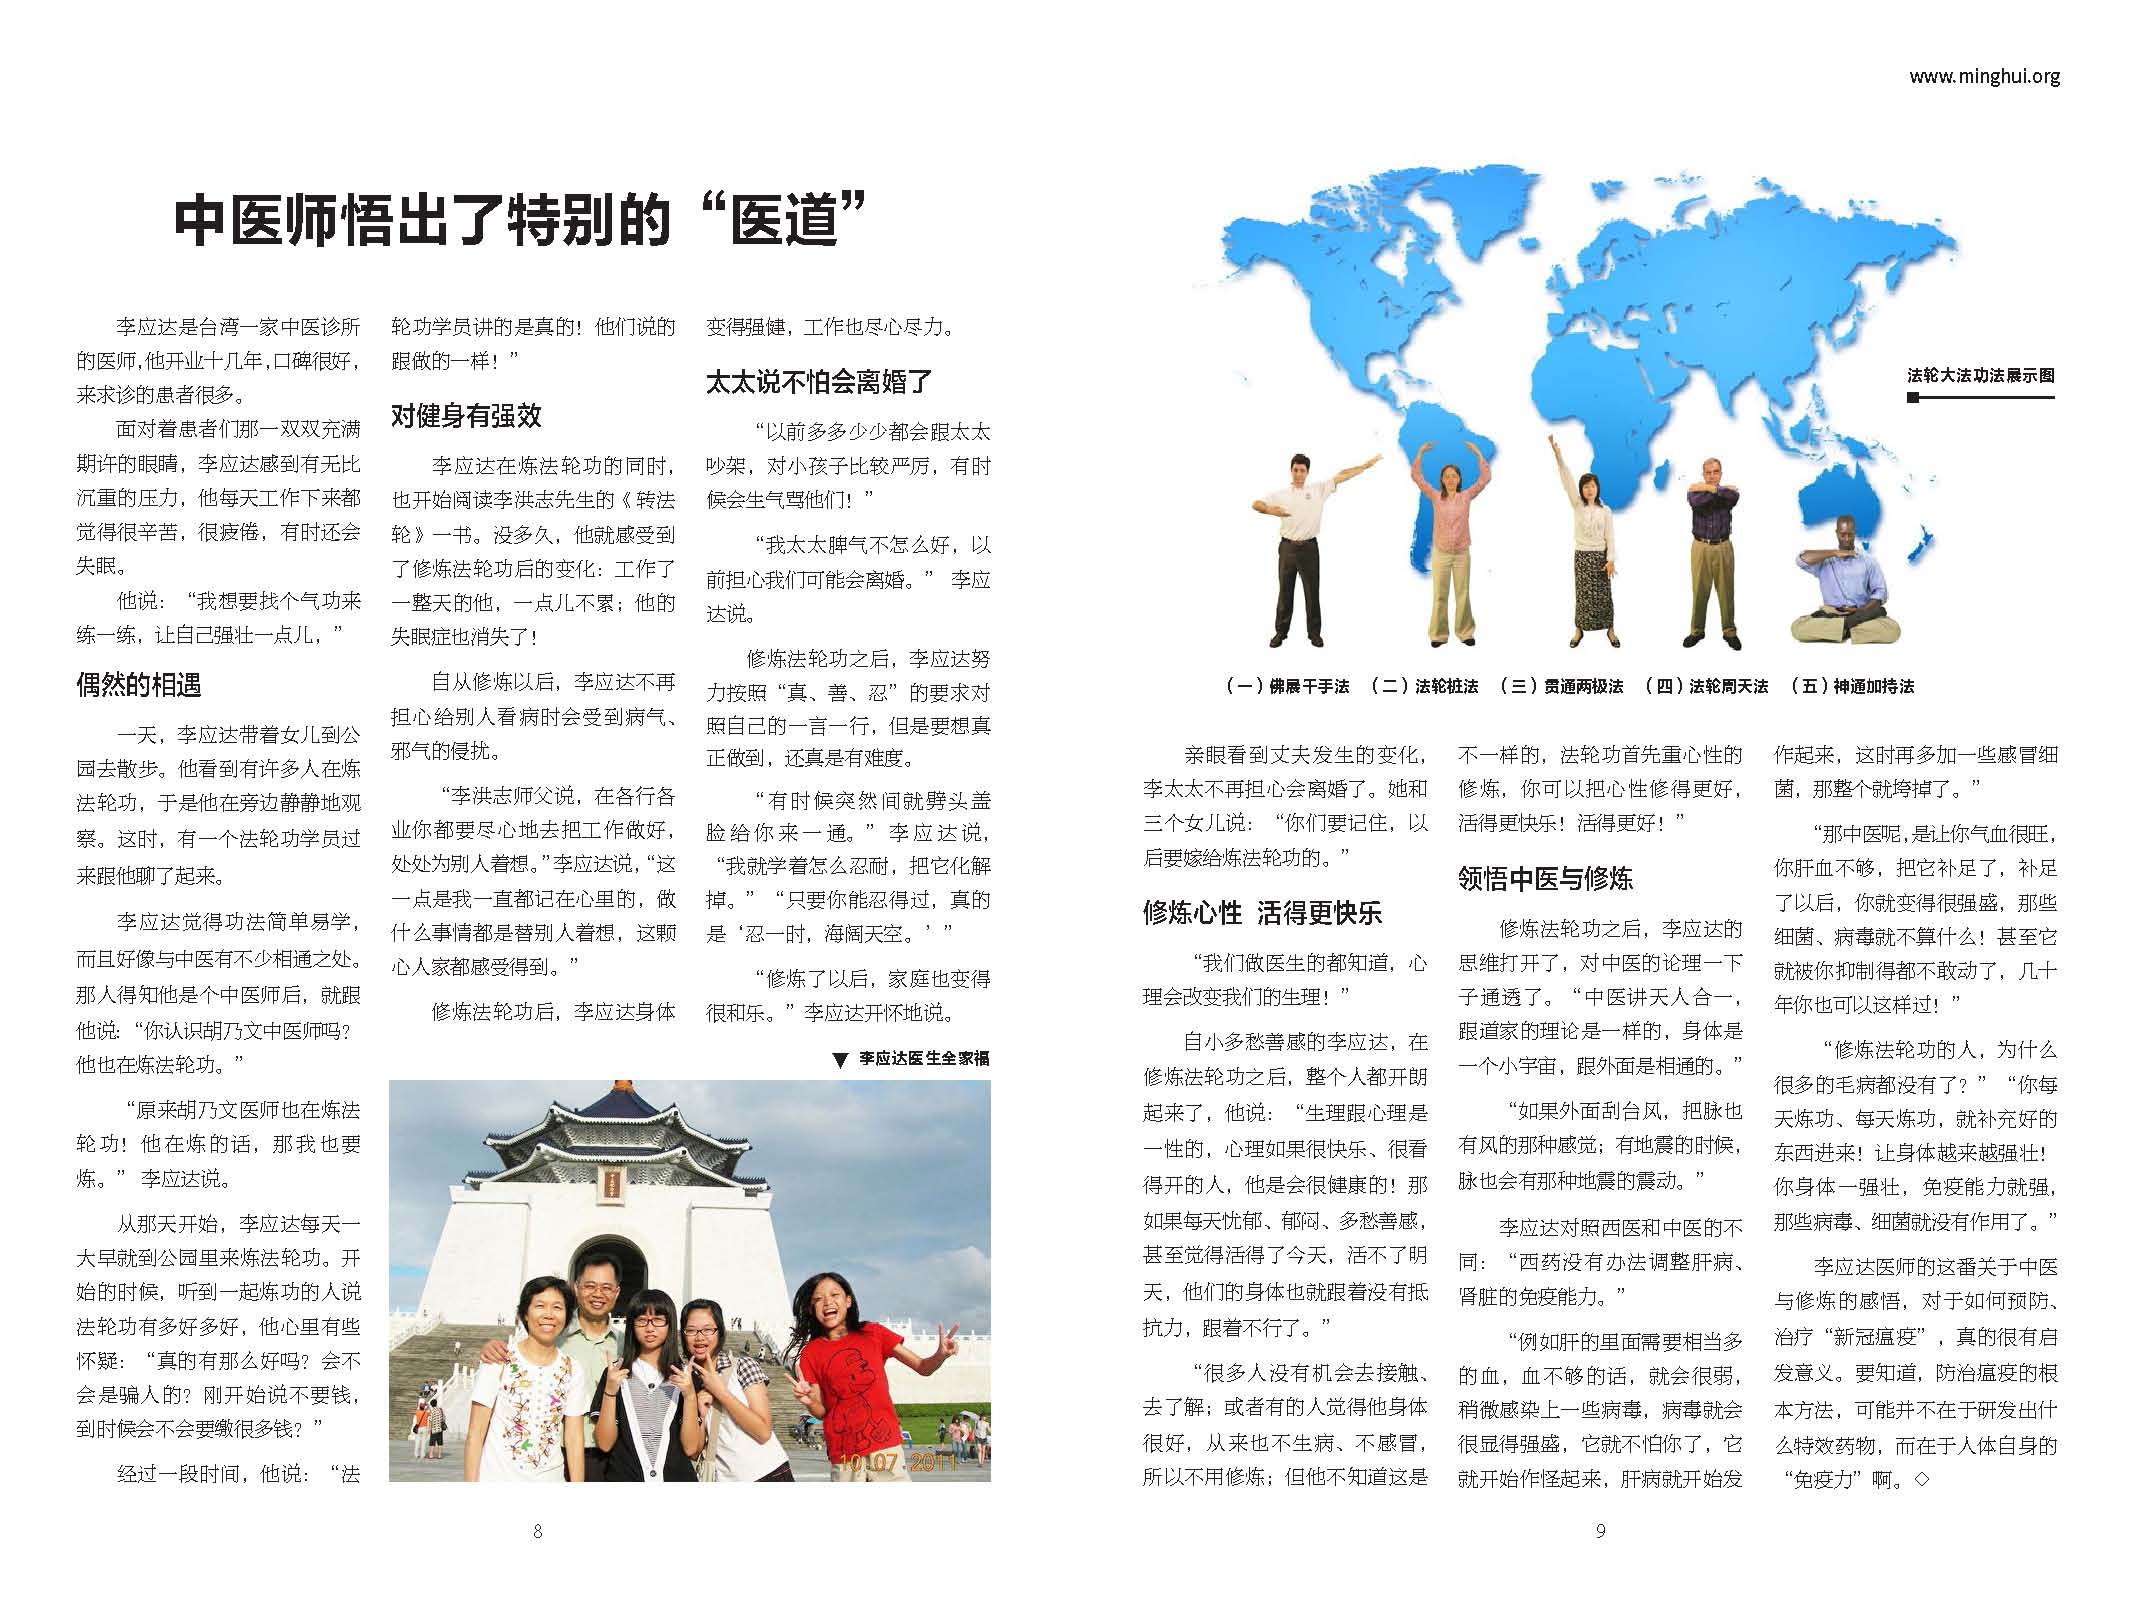 www.minghui.org
中医师悟出了特别的“医道”
李应达是台湾一家中医诊所
的医师，他开业十几年，口碑很好，
来求诊的患者很多。
面对着患者们那一双双充满
期许的眼睛，李应达感到有无比
沉重的压力，他每天工作下来都
觉得很辛苦，很疲倦，有时还会
失眠。
他说：“我想要找个气功来
练一练，让自己强壮一点儿，”
偶然的相遇
一天，李应达带着女儿到公
园去散步。他看到有许多人在炼
法轮功，于是他在旁边静静地观
察。这时，有一个法轮功学员过
来跟他聊了起来。
李应达觉得功法简单易学，
而且好像与中医有不少相通之处。
那人得知他是个中医师后，就跟
他说：“你认识胡乃文中医师吗？
他也在炼法轮功。”
“原来胡乃文医师也在炼法
轮功！他在炼的话，那我也要
炼。” 李应达说。
从那天开始，李应达每天一
大早就到公园里来炼法轮功。开
始的时候，听到一起炼功的人说
法轮功有多好多好，他心里有些
怀疑：“真的有那么好吗？会不
会是骗人的？刚开始说不要钱，
到时候会不会要缴很多钱？”
经过一段时间，他说：“法
轮功学员讲的是真的！他们说的
跟做的一样！”
对健身有强效
李应达在炼法轮功的同时，
也开始阅读李洪志先生的《转法
轮》一书。没多久，他就感受到
了修炼法轮功后的变化：工作了
一整天的他，一点儿不累；他的
失眠症也消失了！
自从修炼以后，李应达不再
担心给别人看病时会受到病气、
邪气的侵扰。
“李洪志师父说，在各行各
业你都要尽心地去把工作做好，
处处为别人着想。”李应达说，“这
一点是我一直都记在心里的，做
什么事情都是替别人着想，这颗
心人家都感受得到。”
修炼法轮功后，李应达身体
变得强健，工作也尽心尽力。
太太说不怕会离婚了
“以前多多少少都会跟太太
吵架，对小孩子比较严厉，有时
候会生气骂他们！”
“我太太脾气不怎么好，以
前担心我们可能会离婚。” 李应
达说。
修炼法轮功之后，李应达努
力按照“真、善、忍”的要求对
照自己的一言一行，但是要想真
正做到，还真是有难度。
“有时候突然间就劈头盖
脸给你来一通。”李应达说，
“我就学着怎么忍耐，把它化解
掉。”“只要你能忍得过，真的
是‘忍一时，海阔天空。’”
“修炼了以后，家庭也变得
很和乐。”李应达开怀地说。
▼ 李应达医生全家福
10.07.2011
8
法轮大法功法展示图
（一）佛展千手法 （二）法轮桩法 （三）贯通两极法 （四）法轮周天法 （五）神通加持法
亲眼看到丈夫发生的变化，
李太太不再担心会离婚了。她和
三个女儿说：“你们要记住，以
后要嫁给炼法轮功的。”
修炼心性 活得更快乐
“我们做医生的都知道，心
理会改变我们的生理！”
自小多愁善感的李应达，在
修炼法轮功之后，整个人都开朗
起来了，他说：“生理跟心理是
一性的，心理如果很快乐、很看
得开的人，他是会很健康的！那
如果每天忧郁、郁闷、多愁善感，
甚至觉得活得了今天，活不了明
天，他们的身体也就跟着没有抵
抗力，跟着不行了。”
“很多人没有机会去接触、
去了解；或者有的人觉得他身体
很好，从来也不生病、不感冒，
所以不用修炼；但他不知道这是
不一样的，法轮功首先重心性的
修炼，你可以把心性修得更好，
活得更快乐！活得更好！”
领悟中医与修炼
修炼法轮功之后，李应达的
思维打开了，对中医的论理一下
子通透了。“中医讲天人合一，
跟道家的理论是一样的，身体是
一个小宇宙，跟外面是相通的。”
“如果外面刮台风，把脉也
有风的那种感觉；有地震的时候，
脉也会有那种地震的震动。”
李应达对照西医和中医的不
同：“西药没有办法调整肝病、
肾脏的免疫能力。”
“例如肝的里面需要相当多
的血，血不够的话，就会很弱，
稍微感染上一些病毒，病毒就会
很显得强盛，它就不怕你了，它
就开始作怪起来，肝病就开始发
作起来，这时再多加一些感冒细
菌，那整个就垮掉了。”
“那中医呢，是让你气血很旺，
你肝血不够，把它补足了，补足
了以后，你就变得很强盛，那些
细菌、病毒就不算什么！甚至它
就被你抑制得都不敢动了，几十
年你也可以这样过！”
“修炼法轮功的人，为什么
很多的毛病都没有了？”“你每
天炼功、每天炼功，就补充好的
东西进来！让身体越来越强壮！
你身体一强壮，免疫能力就强，
那些病毒、细菌就没有作用了。”
李应达医师的这番关于中医
与修炼的感悟，对于如何预防、
治疗“新冠瘟疫”，真的很有启
发意义。要知道，防治瘟疫的根
本方法，可能并不在于研发出什
么特效药物，而在于人体自身的
“免疫力”啊。◇
9